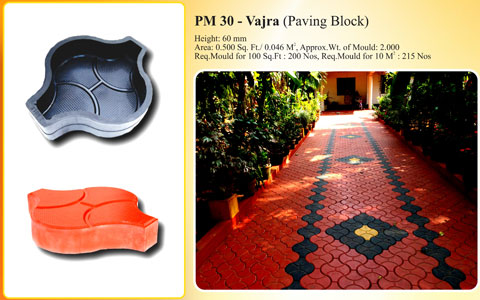 PM 30 - Vajra (Paving Block)
Height: 60 mm
Area: 0.500 Sq. Ft./ 0.046 M², Approx.Wt. of Mould: 2.000
Req.Mould for 100 Sq.Ft : 200 Nos, Req.Mould for 10 M² : 215 Nos